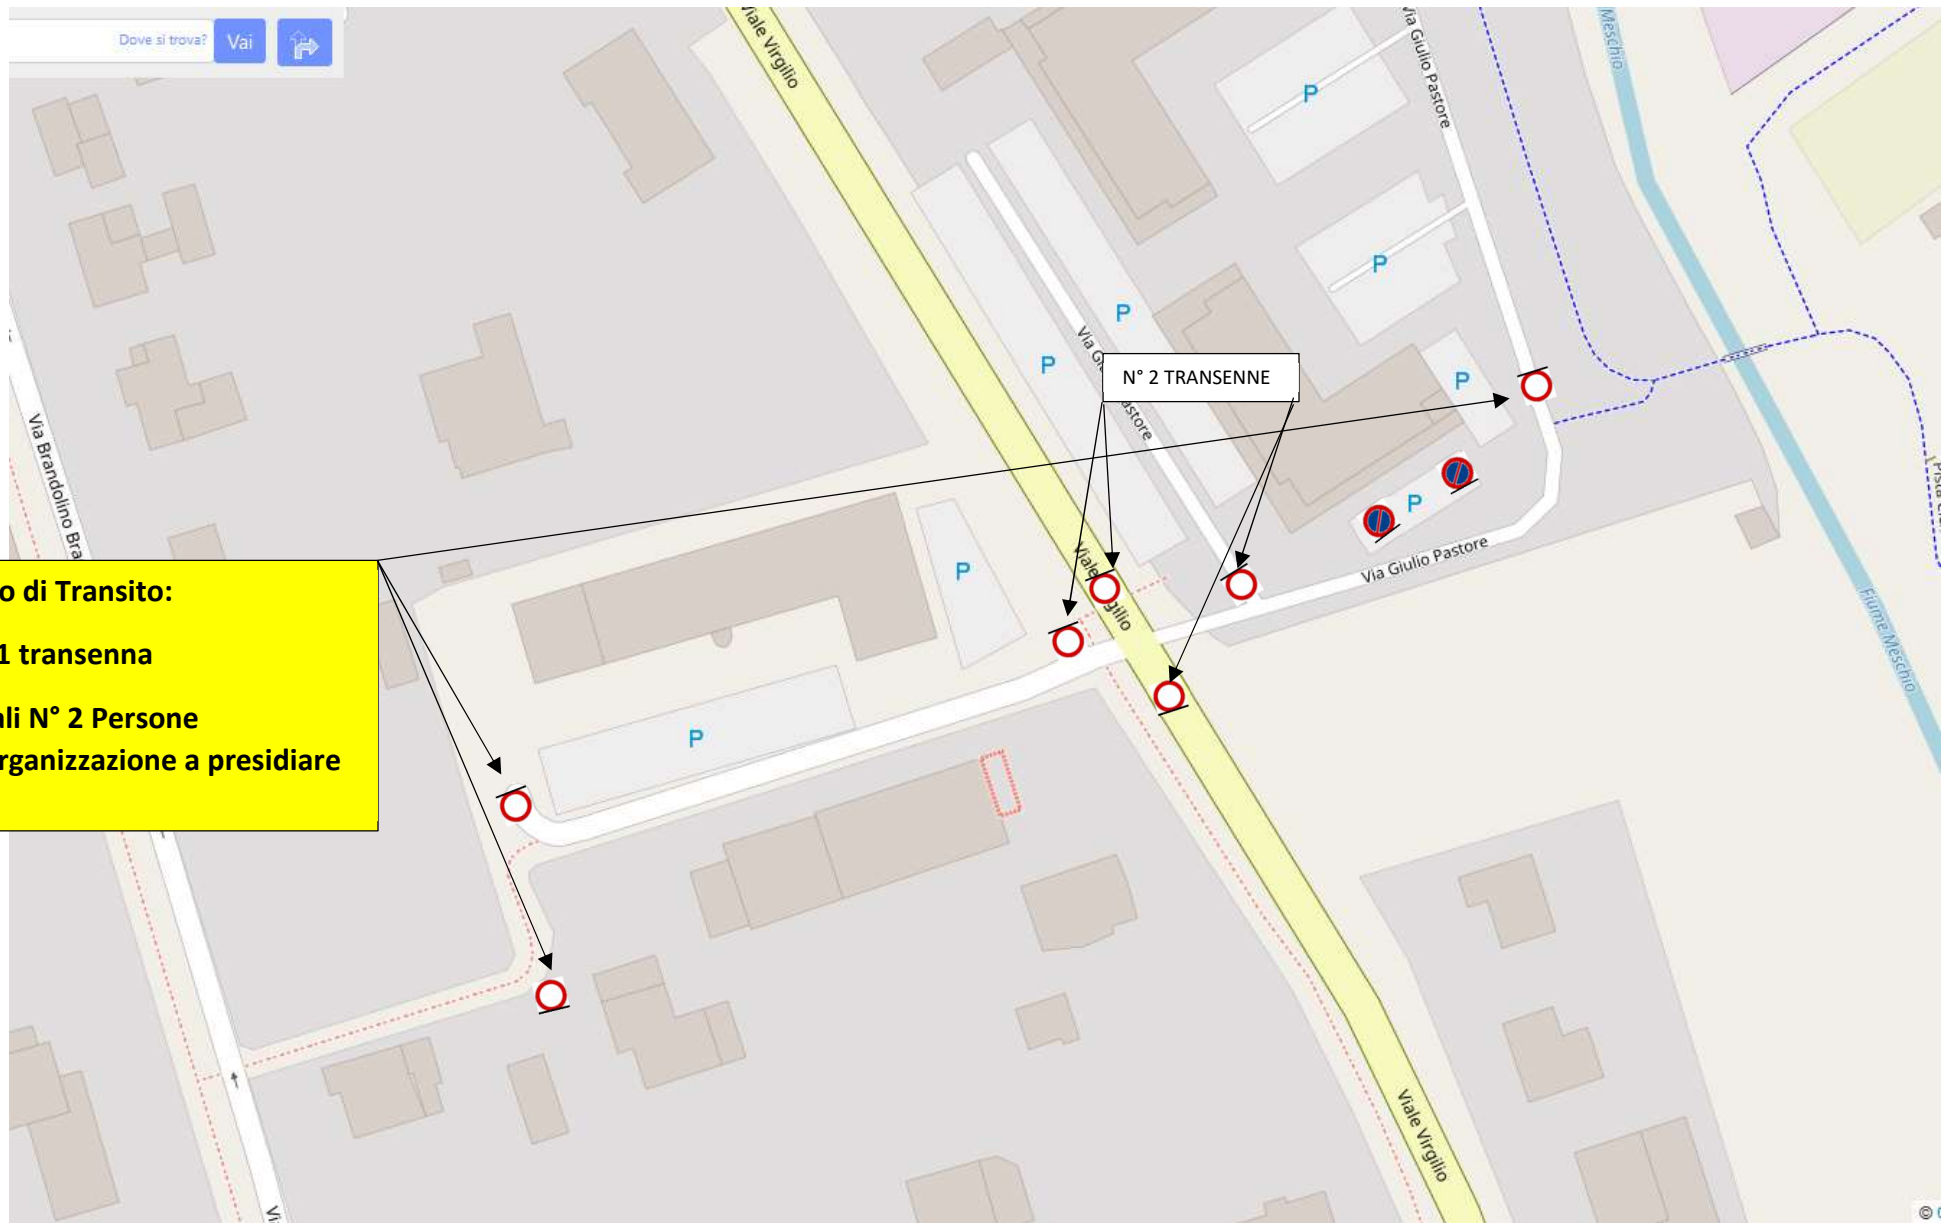 Dove si trova? Vai
Viale Virgilio
Via Giulio Pastore
Meschio
P
P
P
P
N° 2 TRANSENNE
P
P
P
P
Via Giulio Pastore
Viale
Via Brandolino Bra
o di Transito:
1 transenna
ali N° 2 Persone
rganizzazione a presidiare
P
Fiume Meschio
Viale Virgilio
©